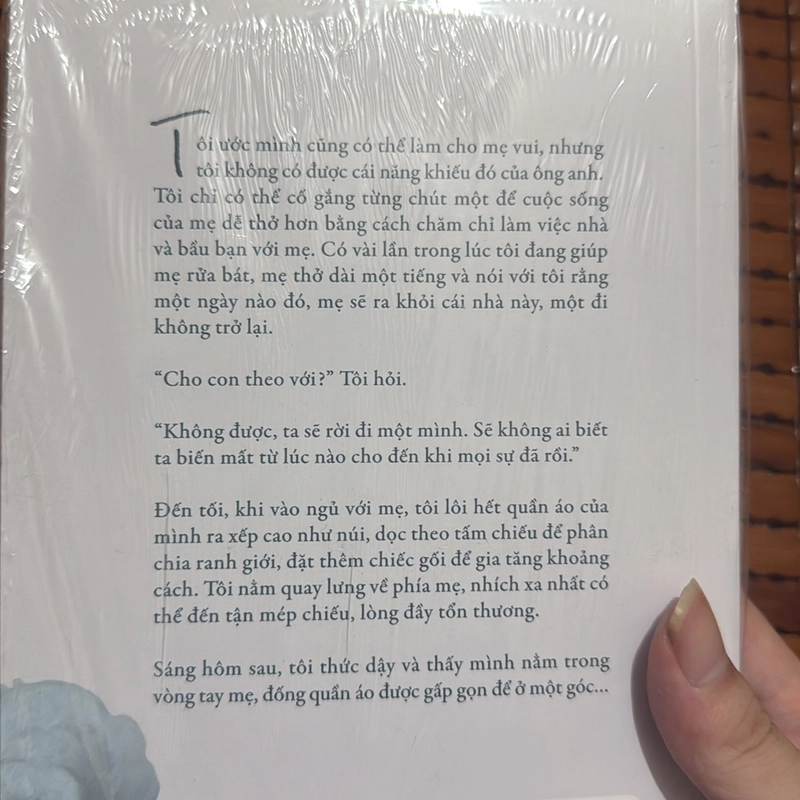 Tôi ước mình cũng có thể làm cho mẹ vui, nhưng
tôi không có được cái năng khiếu đó của ông anh.
Tôi chỉ có thể cố gắng từng chút một để cuộc sống
của mẹ dễ thở hơn bằng cách chăm chỉ làm việc nhà
và bầu bạn với mẹ. Có vài lần trong lúc tôi đang giúp
mẹ rửa bát, mẹ thở dài một tiếng và nói với tôi rằng
một ngày nào đó, mẹ sẽ ra khỏi cái nhà này, một đi
không trở lại.
“Cho con theo với?” Tôi hỏi.
“Không được, ta sẽ rời đi một mình. Sẽ không ai biết
ta biến mất từ lúc nào cho đến khi mọi sự đã rồi.”
Đến tối, khi vào ngủ với mẹ, tôi lôi hết quần áo của
mình ra xếp cao như núi, dọc theo tấm chiếu để phân
chia ranh giới, đặt thêm chiếc gối để gia tăng khoảng
cách. Tôi nằm quay lưng về phía mẹ, nhích xa nhất có
thể đến tận mép chiếu, lòng đầy tổn thương.
Sáng hôm sau, tôi thức dậy và thấy mình nằm trong
vòng tay mẹ, đống quần áo được gấp gọn để ở một góc...